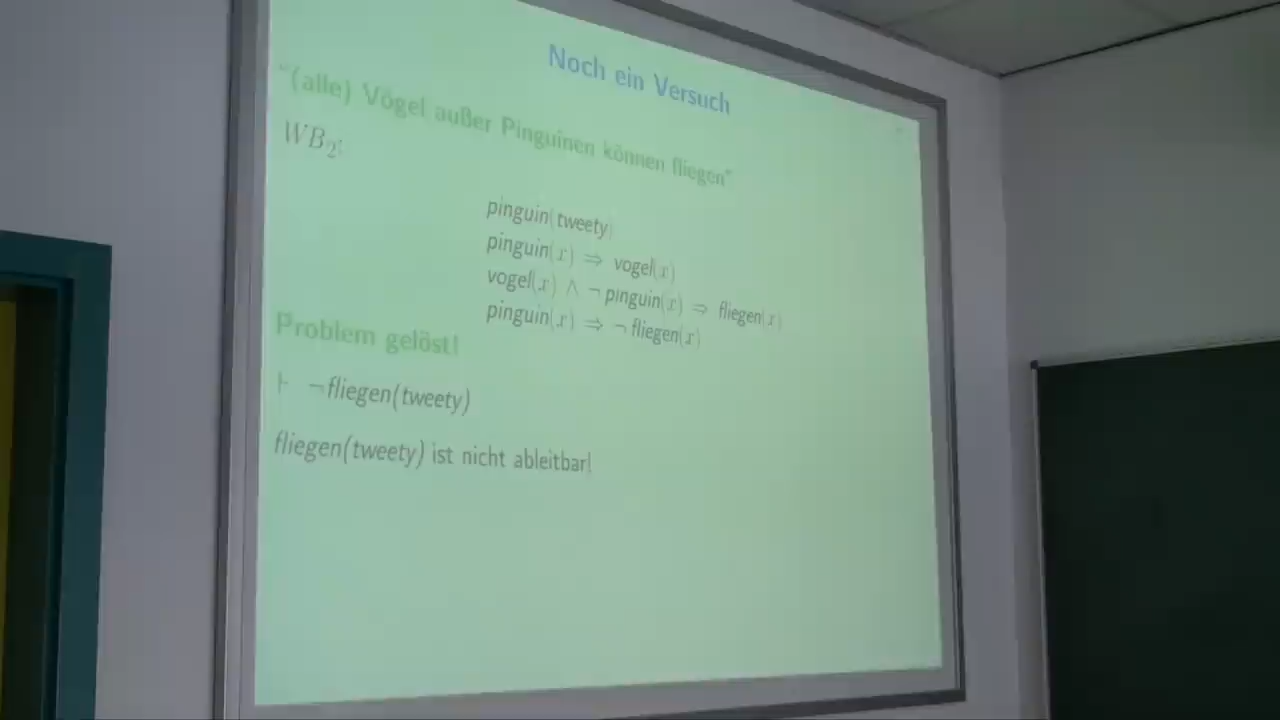 Noch ein Versuch
"(alle) Vögel außer Pinguinen können fliegen"
WB₂:
pinguin(tweety)
pinguin(x) ⇒ vogel(x)
vogel(x) ∧ ¬ pinguin(x) ⇒ fliegen(x)
pinguin(x) ⇒ ¬ fliegen(x)
Problem gelöst!
⊢ ¬fliegen(tweety)
fliegen(tweety) ist nicht ableitbar!